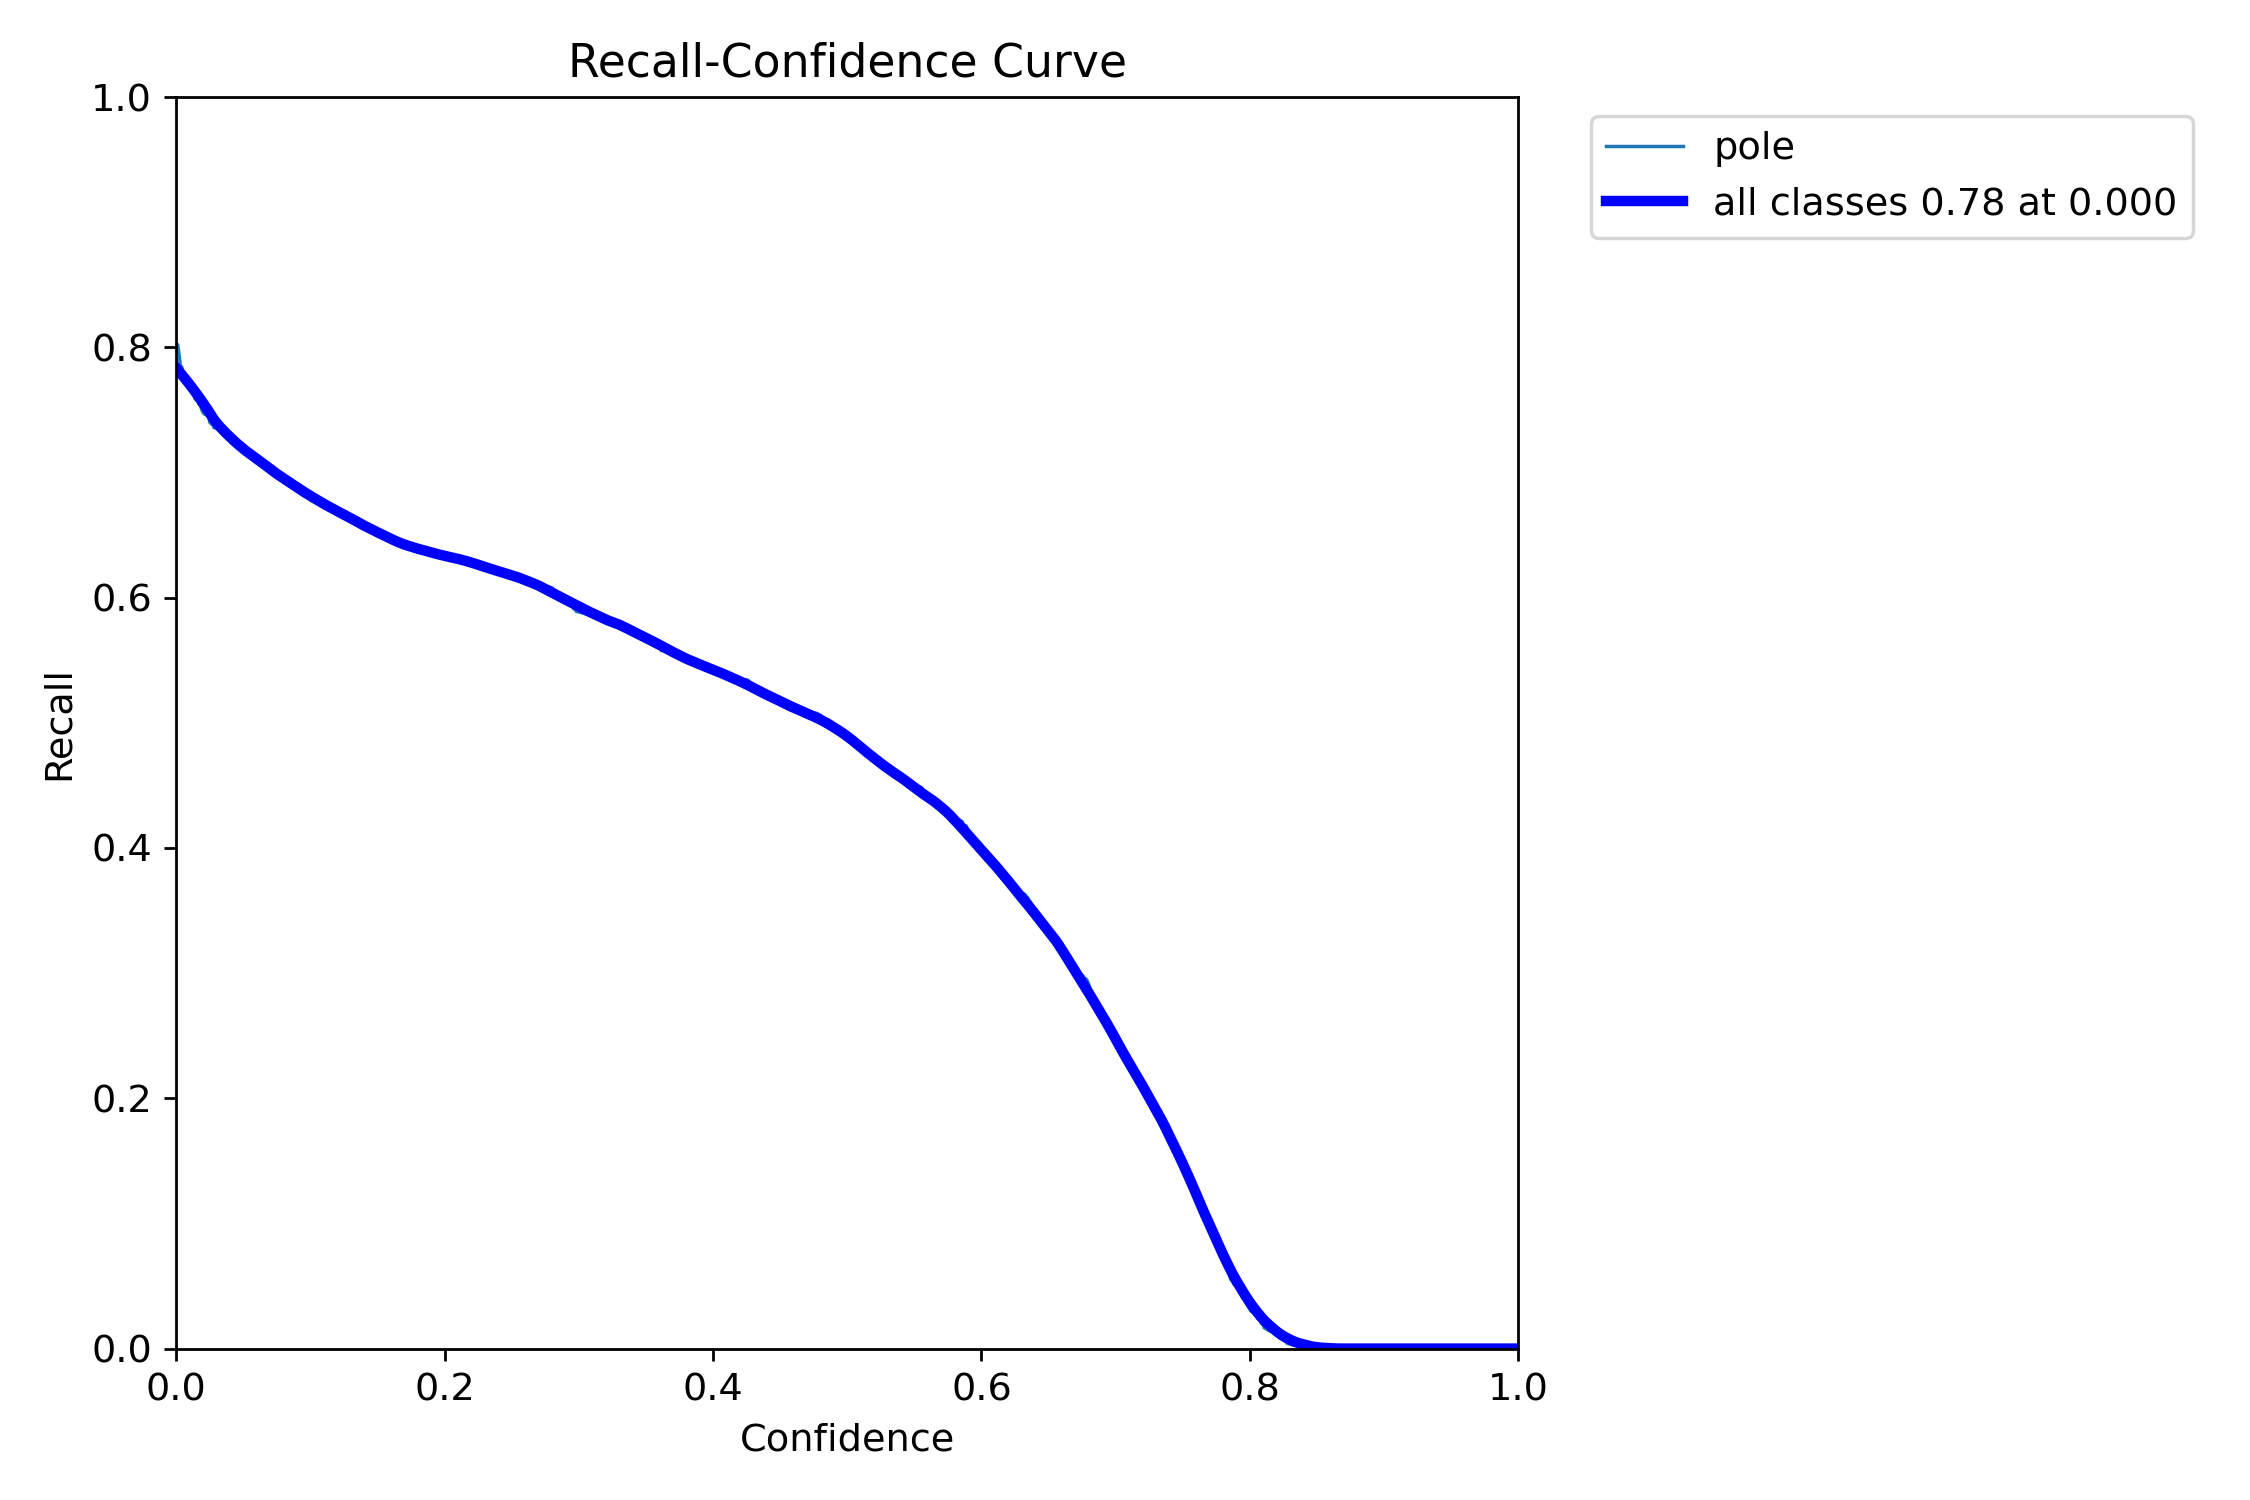 Recall-Confidence Curve
pole
all classes 0.78 at 0.000
1.0
0.8
0.6
0.4
0.2
0.0
Recall
0.0 0.2 0.4 0.6 0.8 1.0
Confidence